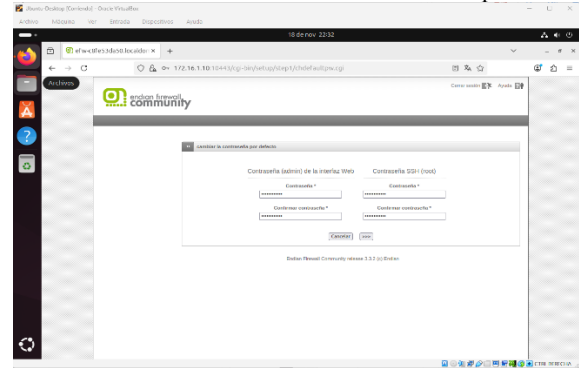 Ubuntu Desktop (Corriendo) - Oracle VirtualBox
Archivo Máquina Ver Entrada Dispositivos Ayuda
18 de nov 22:32
172.16.1.10:10443/cgi-bin/setup/step1/chdefaultpw.cgi
Archivos
endian firewall
community
Cerrar sesión Ayuda
cambiar la contraseña por defecto
Contraseña (admin) de la interfaz Web Contraseña SSH (root)
Contraseña * Contraseña *
Confirmar contraseña * Confirmar contraseña *
Cancelar >>>
Endian Firewall Community release 3.3.2 (c) Endian
CTRL DERECHA